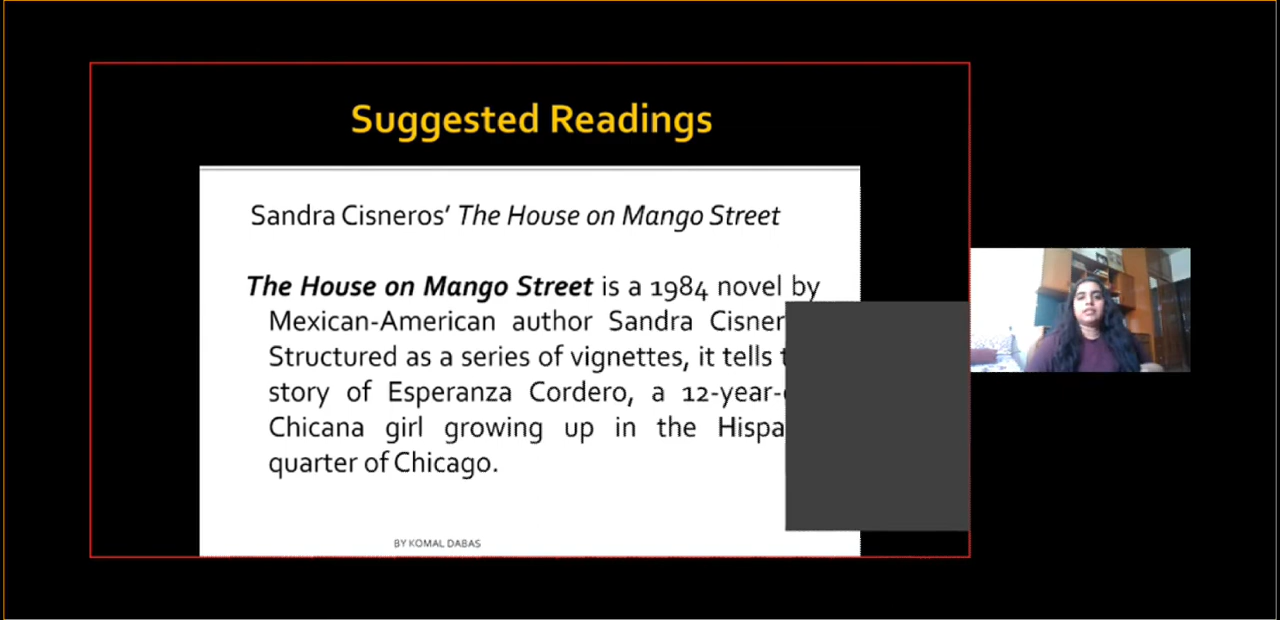 Suggested Readings
Sandra Cisneros’ The House on Mango Street
The House on Mango Street is a 1984 novel by
Mexican-American author Sandra
Structured as a series of vignettes, it tells
story of Esperanza Cordero, a
Chicana girl growing up in the
quarter of Chicago.
BY KOMAL DABAS